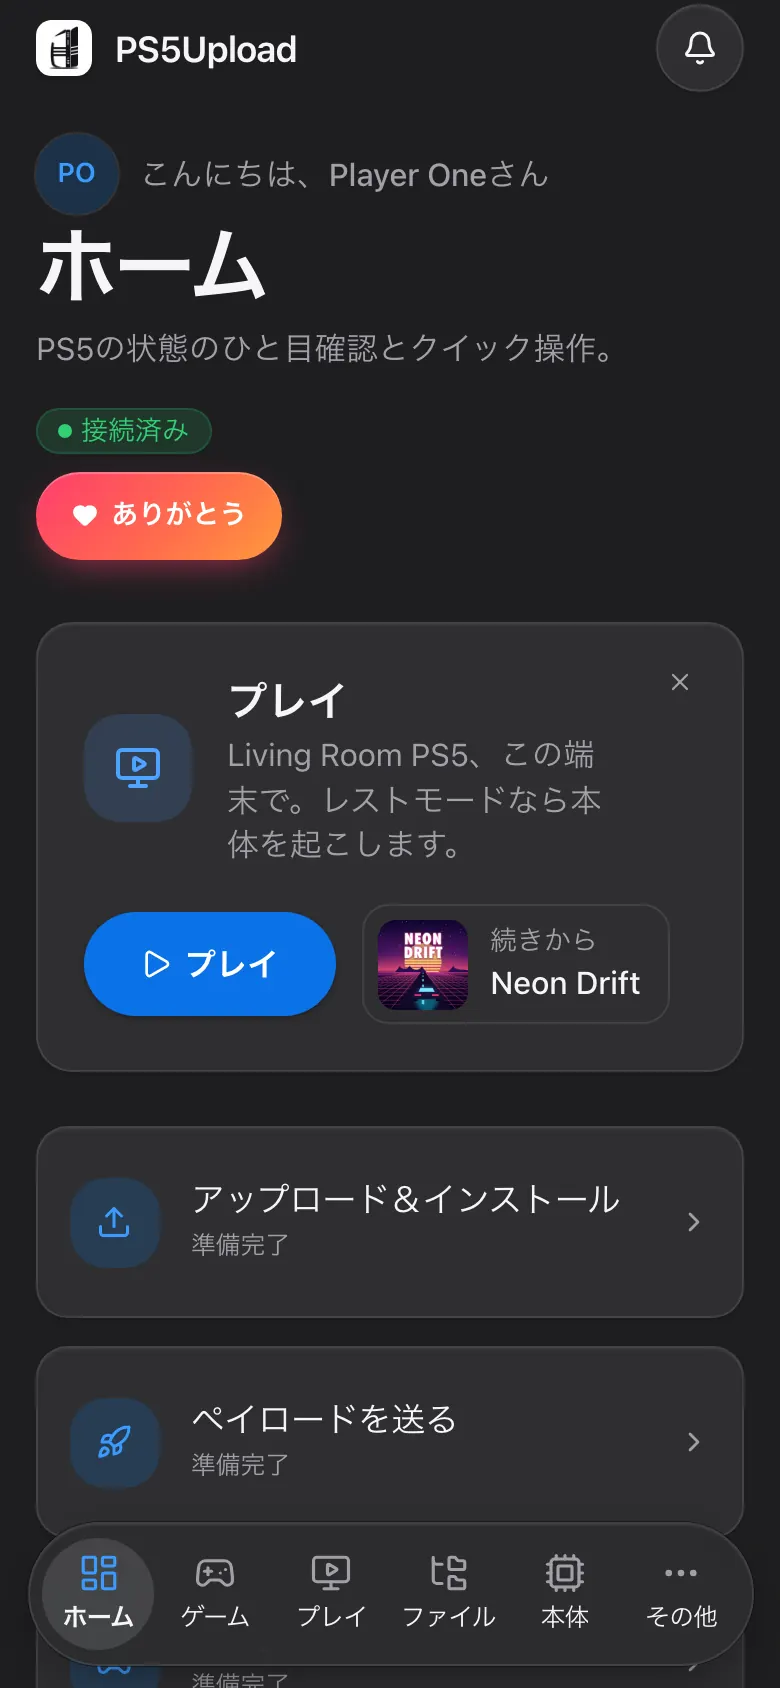 PS5Upload
PO
こんにちは、Player Oneさん
ホーム
PS5の状態のひと目確認とクイック操作。
接続済み
ありがとう
プレイ
Living Room PS5、この端
末で。レストモードなら本
体を起こします。
プレイ
NEON
DRIFT
続きから
Neon Drift
アップロード＆インストール
準備完了
ペイロードを送る
準備完了
ホーム
ゲーム
プレイ
ファイル
本体
その他
準備完了